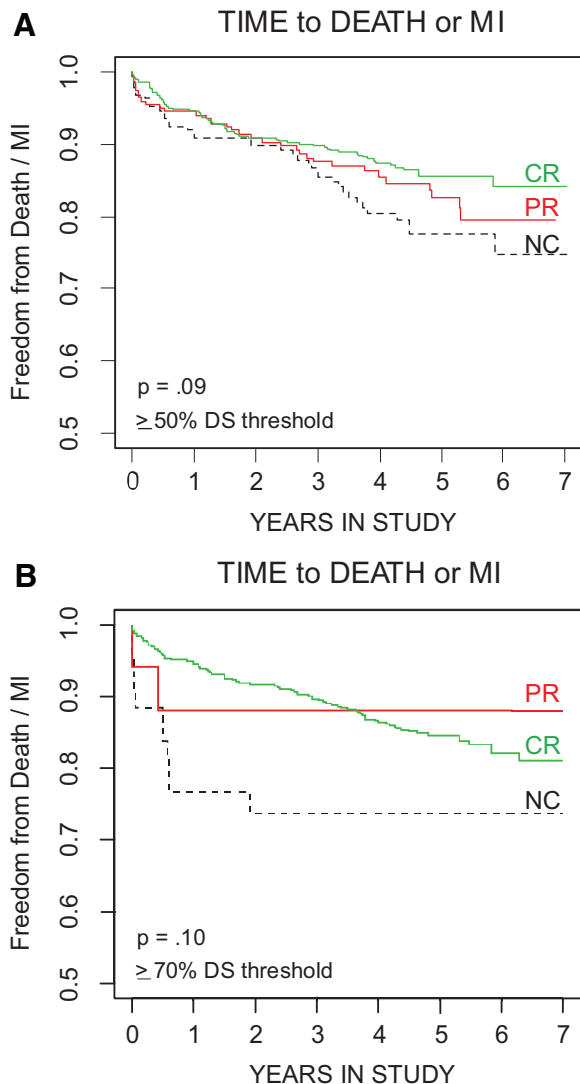 A
TIME to DEATH or MI
Freedom from Death / MI
1.0
0.9
0.8
0.7
0.6
0.5
CR
PR
NC
p = .09
≥50% DS threshold
0 1 2 3 4 5 6 7
YEARS IN STUDY
B
TIME to DEATH or MI
Freedom from Death / MI
1.0
0.9
0.8
0.7
0.6
0.5
PR
CR
NC
p = .10
≥70% DS threshold
0 1 2 3 4 5 6 7
YEARS IN STUDY